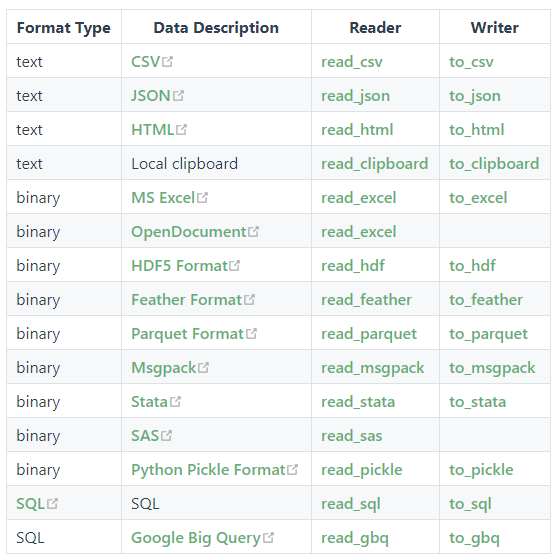 Format Type Data Description Reader Writer
text CSV read_csv to_csv
text JSON read_json to_json
text HTML read_html to_html
text Local clipboard read_clipboard to_clipboard
binary MS Excel read_excel to_excel
binary OpenDocument read_excel
binary HDF5 Format read_hdf to_hdf
binary Feather Format read_feather to_feather
binary Parquet Format read_parquet to_parquet
binary Msgpack read_msgpack to_msgpack
binary Stata read_stata to_stata
binary SAS read_sas
binary Python Pickle Format read_pickle to_pickle
SQL SQL read_sql to_sql
SQL Google Big Query read_gbq to_gbq